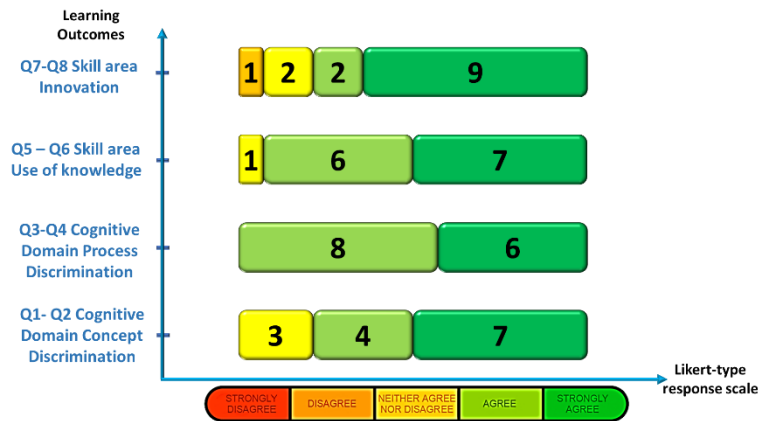 Learning
Outcomes
Q7-Q8 Skill area
Innovation
1 2 2 9
Q5 – Q6 Skill area
Use of knowledge
1 6 7
Q3-Q4 Cognitive
Domain Process
Discrimination
8 6
Q1- Q2 Cognitive
Domain Concept
Discrimination
3 4 7
Likert-type
response scale
STRONGLY
DISAGREE
DISAGREE
NEITHER AGREE
NOR DISAGREE
AGREE
STRONGLY
AGREE